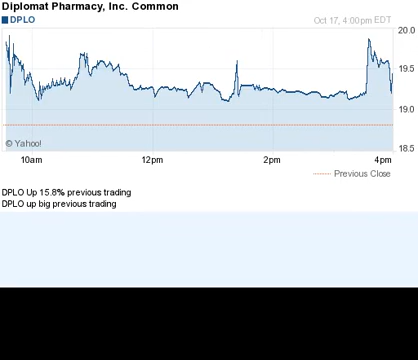 Diplomat Pharmacy, Inc. Common
DPLO
Oct 17, 4:00pm EDT
20.0
19.5
19.0
18.5
© Yahoo!
10am
12pm
2pm
4pm
Previous Close
DPLO Up 15.8% previous trading
DPLO up big previous trading